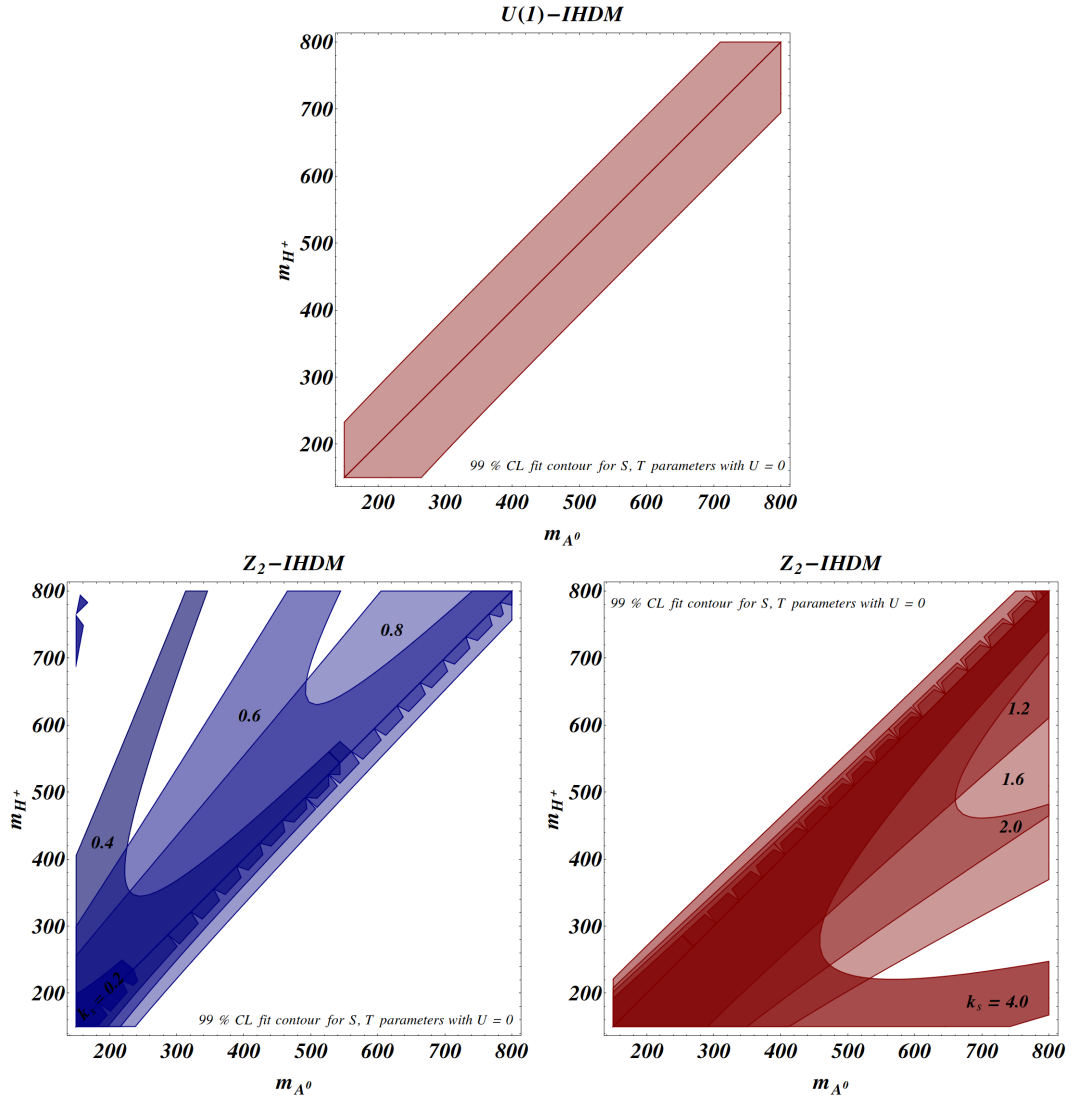 U(1)−IHDM
800
700
600
500
400
300
200
m_{H^+}
99 % CL fit contour for S, T parameters with U = 0
200 300 400 500 600 700 800
m_{A^0}
Z_2−IHDM
800
700
600
500
400
300
200
m_{H^+}
0.8
0.6
0.4
k_s = 0.2
99 % CL fit contour for S, T parameters with U = 0
200 300 400 500 600 700 800
m_{A^0}
Z_2−IHDM
99 % CL fit contour for S, T parameters with U = 0
800
700
600
500
400
300
200
m_{H^+}
1.2
1.6
2.0
k_s = 4.0
200 300 400 500 600 700 800
m_{A^0}